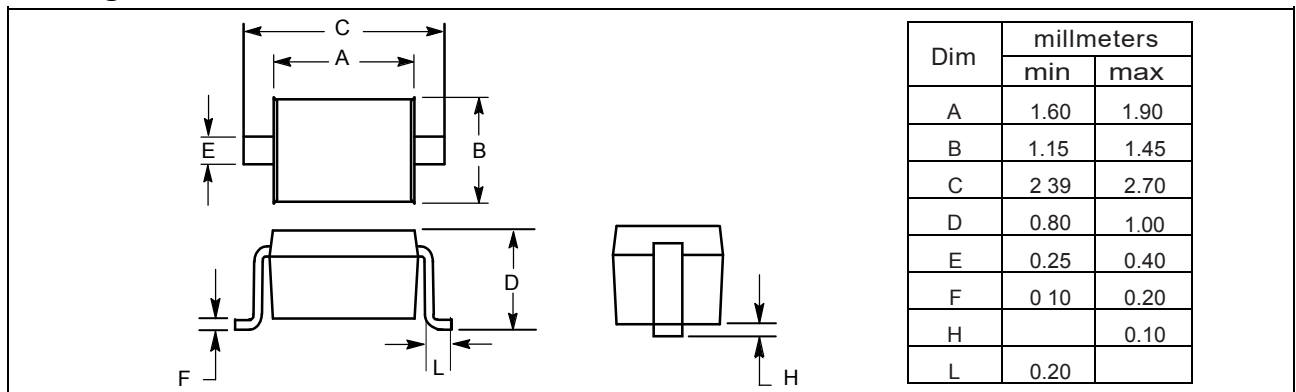 C
A
E
B
D
F
L
H
Dim millmeters
min max
A 1.60 1.90
B 1.15 1.45
C 2 39 2.70
D 0.80 1.00
E 0.25 0.40
F 0 10 0.20
H 0.10
L 0.20